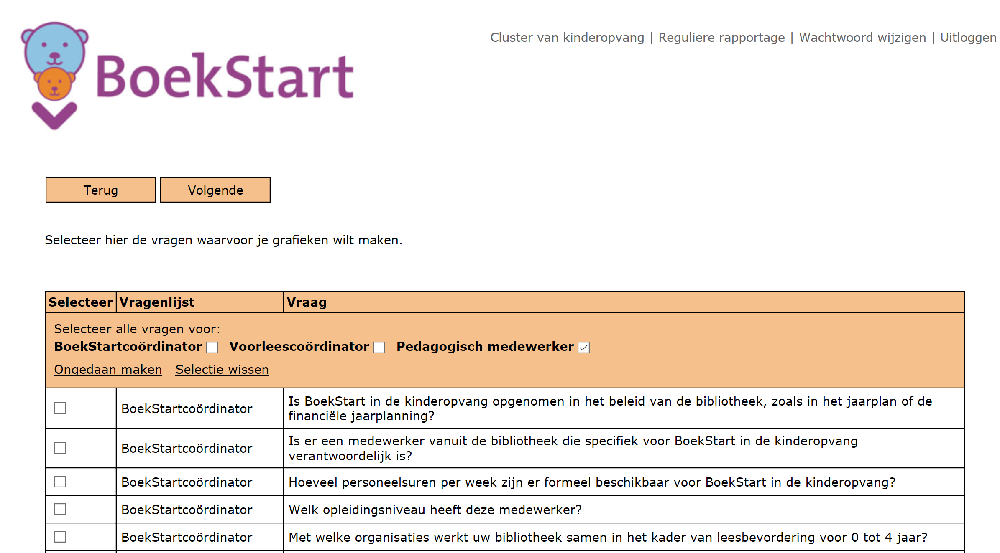 BoekStart
Cluster van kinderopvang | Reguliere rapportage | Wachtwoord wijzigen | Uitloggen
Terug
Volgende
Selecteer hier de vragen waarvoor je grafieken wilt maken.
Selecteer
Vragenlijst
Vraag
Selecteer alle vragen voor:
BoekStartcoördinator Voorleescoördinator Pedagogisch medewerker
Ongedaan maken Selectie wissen
BoekStartcoördinator
Is BoekStart in de kinderopvang opgenomen in het beleid van de bibliotheek, zoals in het jaarplan of de
financiële jaarplanning?
BoekStartcoördinator
Is er een medewerker vanuit de bibliotheek die specifiek voor BoekStart in de kinderopvang
verantwoordelijk is?
BoekStartcoördinator
Hoeveel personeelsuren per week zijn er formeel beschikbaar voor BoekStart in de kinderopvang?
BoekStartcoördinator
Welk opleidingsniveau heeft deze medewerker?
BoekStartcoördinator
Met welke organisaties werkt uw bibliotheek samen in het kader van leesbevordering voor 0 tot 4 jaar?